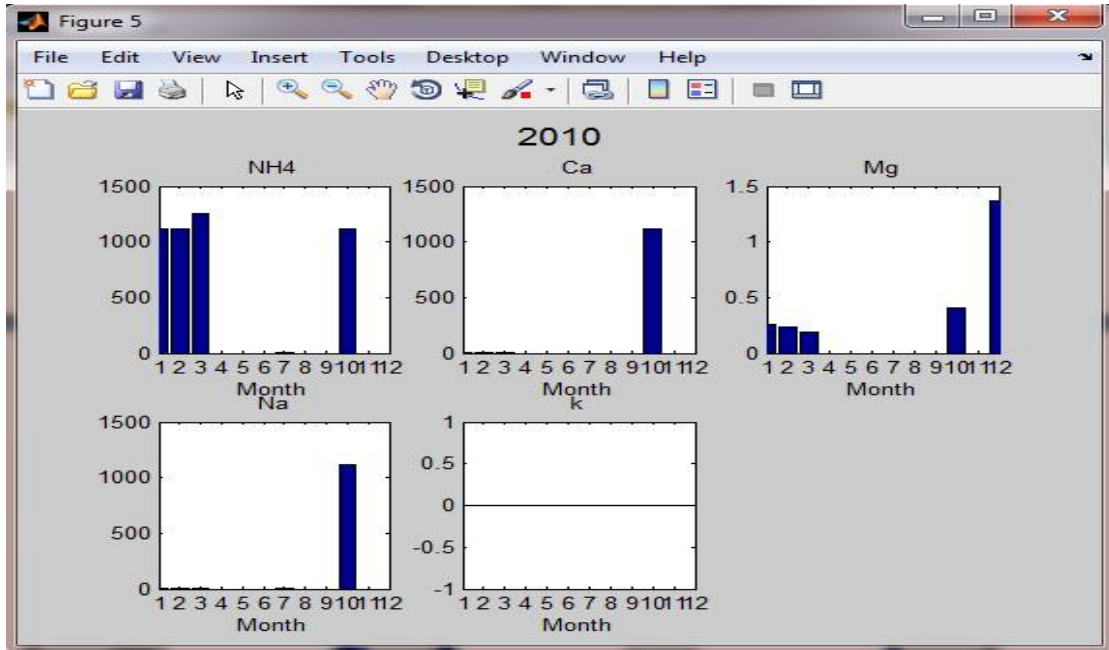 Figure 5
File Edit View Insert Tools Desktop Window Help
2010
NH4
1500
1000
500
0
1 2 3 4 5 6 7 8 9 10 11 12
Month
Ca
1500
1000
500
0
1 2 3 4 5 6 7 8 9 10 11 12
Month
Mg
1.5
1
0.5
0
1 2 3 4 5 6 7 8 9 10 11 12
Month
Na
1500
1000
500
0
1 2 3 4 5 6 7 8 9 10 11 12
Month
k
1
0.5
0
-0.5
-1
1 2 3 4 5 6 7 8 9 10 11 12
Month